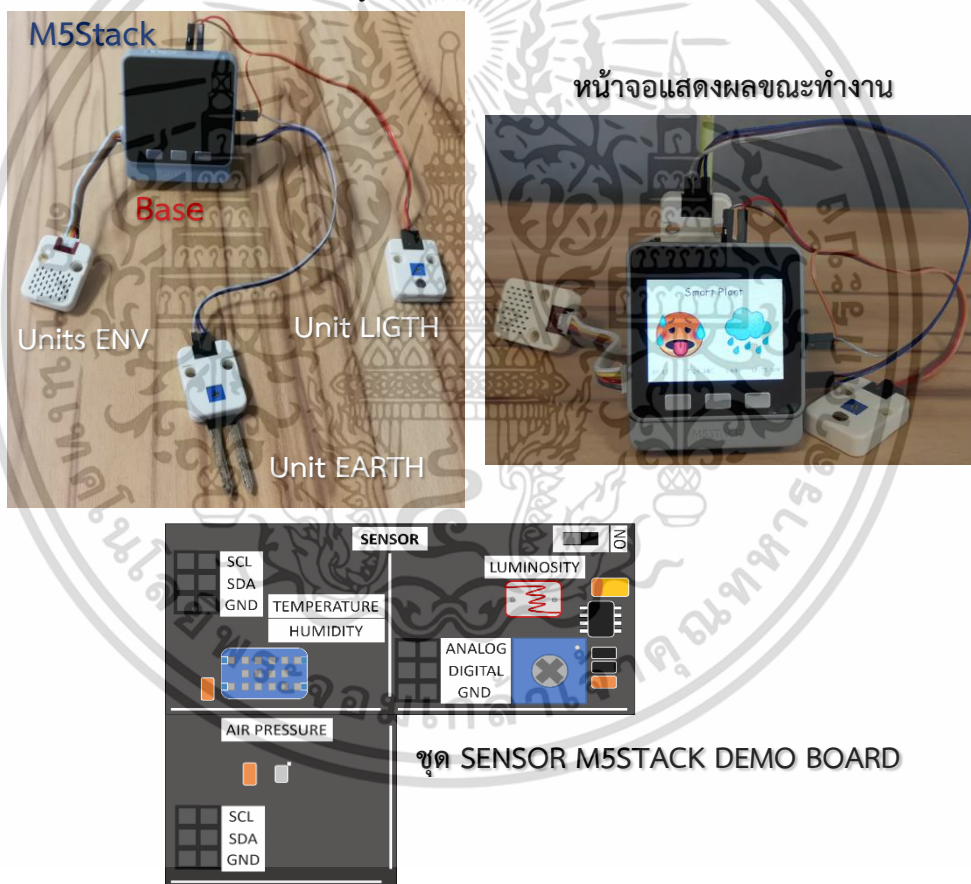 M5Stack
Base
Units ENV
Unit LIGTH
Unit EARTH
หน้าจอแสดงผลขณะทำงาน
Smart Plant
M5STACK
SENSOR
ON
SCL
SDA
GND
TEMPERATURE
HUMIDITY
LUMINOSITY
ANALOG
DIGITAL
GND
AIR PRESSURE
SCL
SDA
GND
ชุด SENSOR M5STACK DEMO BOARD